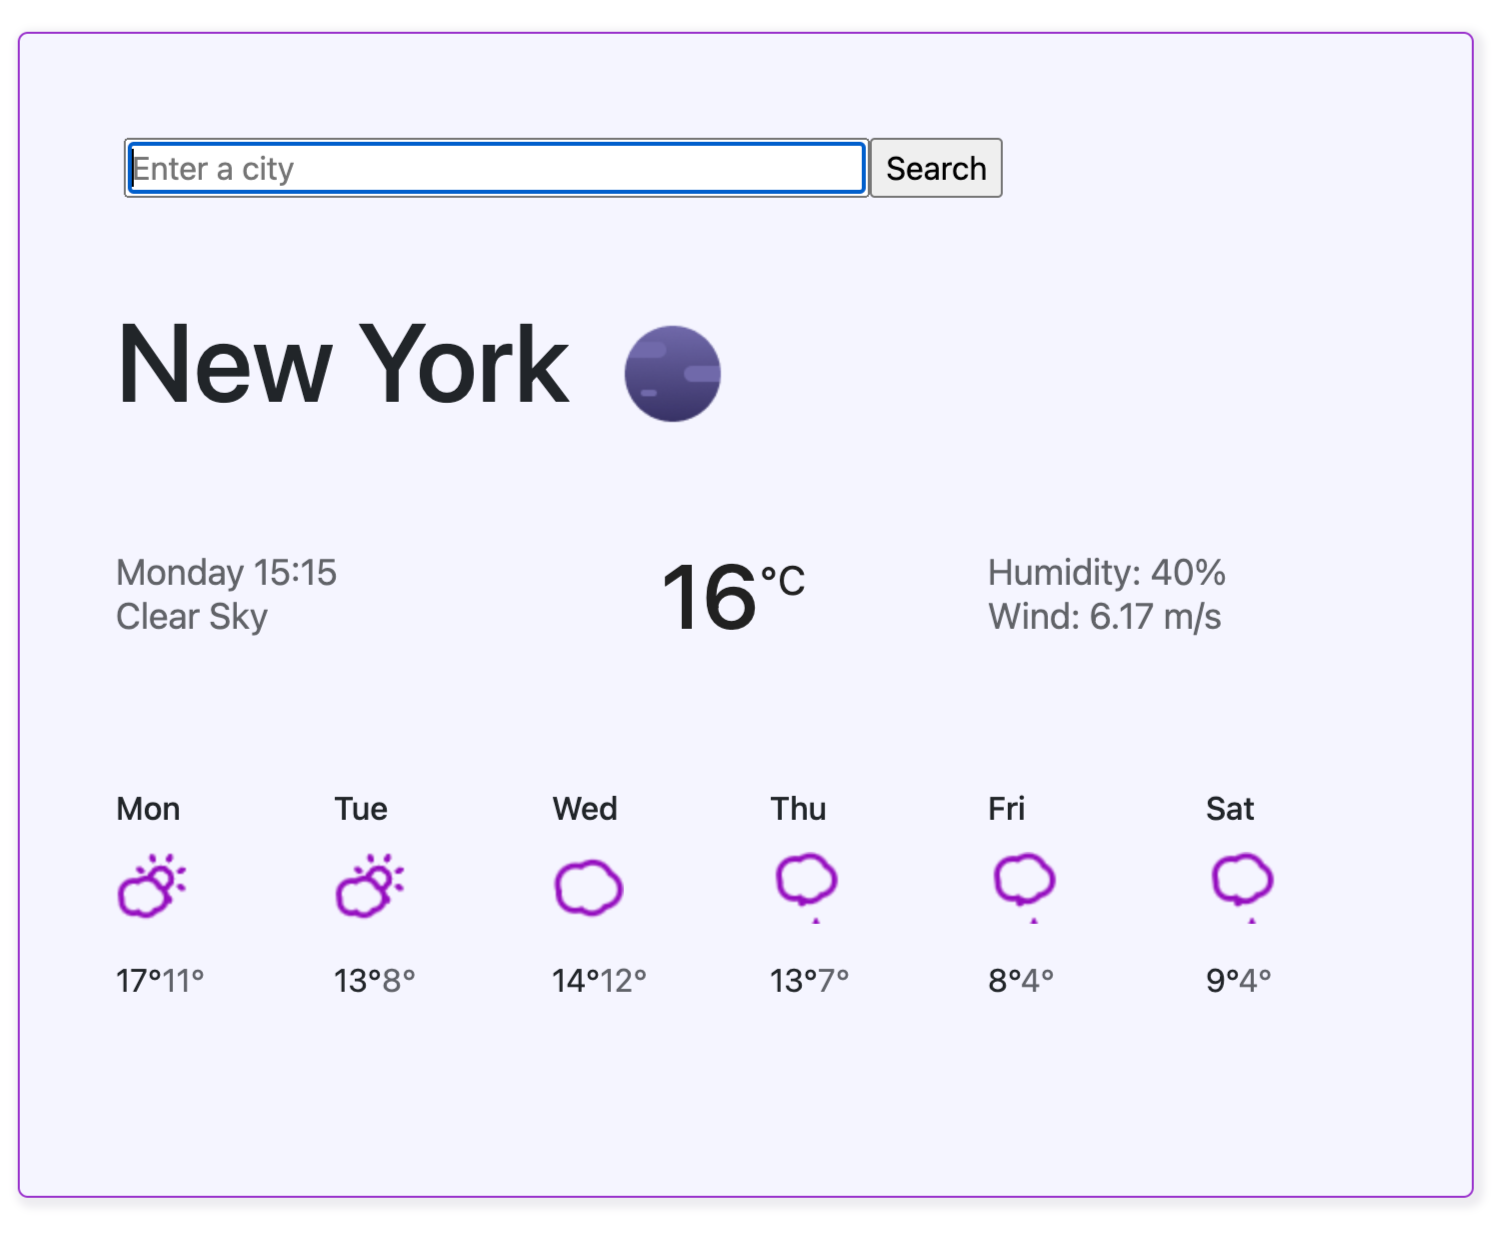 Enter a city Search
New York
Monday 15:15
Clear Sky
16°C
Humidity: 40%
Wind: 6.17 m/s
Mon Tue Wed Thu Fri Sat
17°11° 13°8° 14°12° 13°7° 8°4° 9°4°